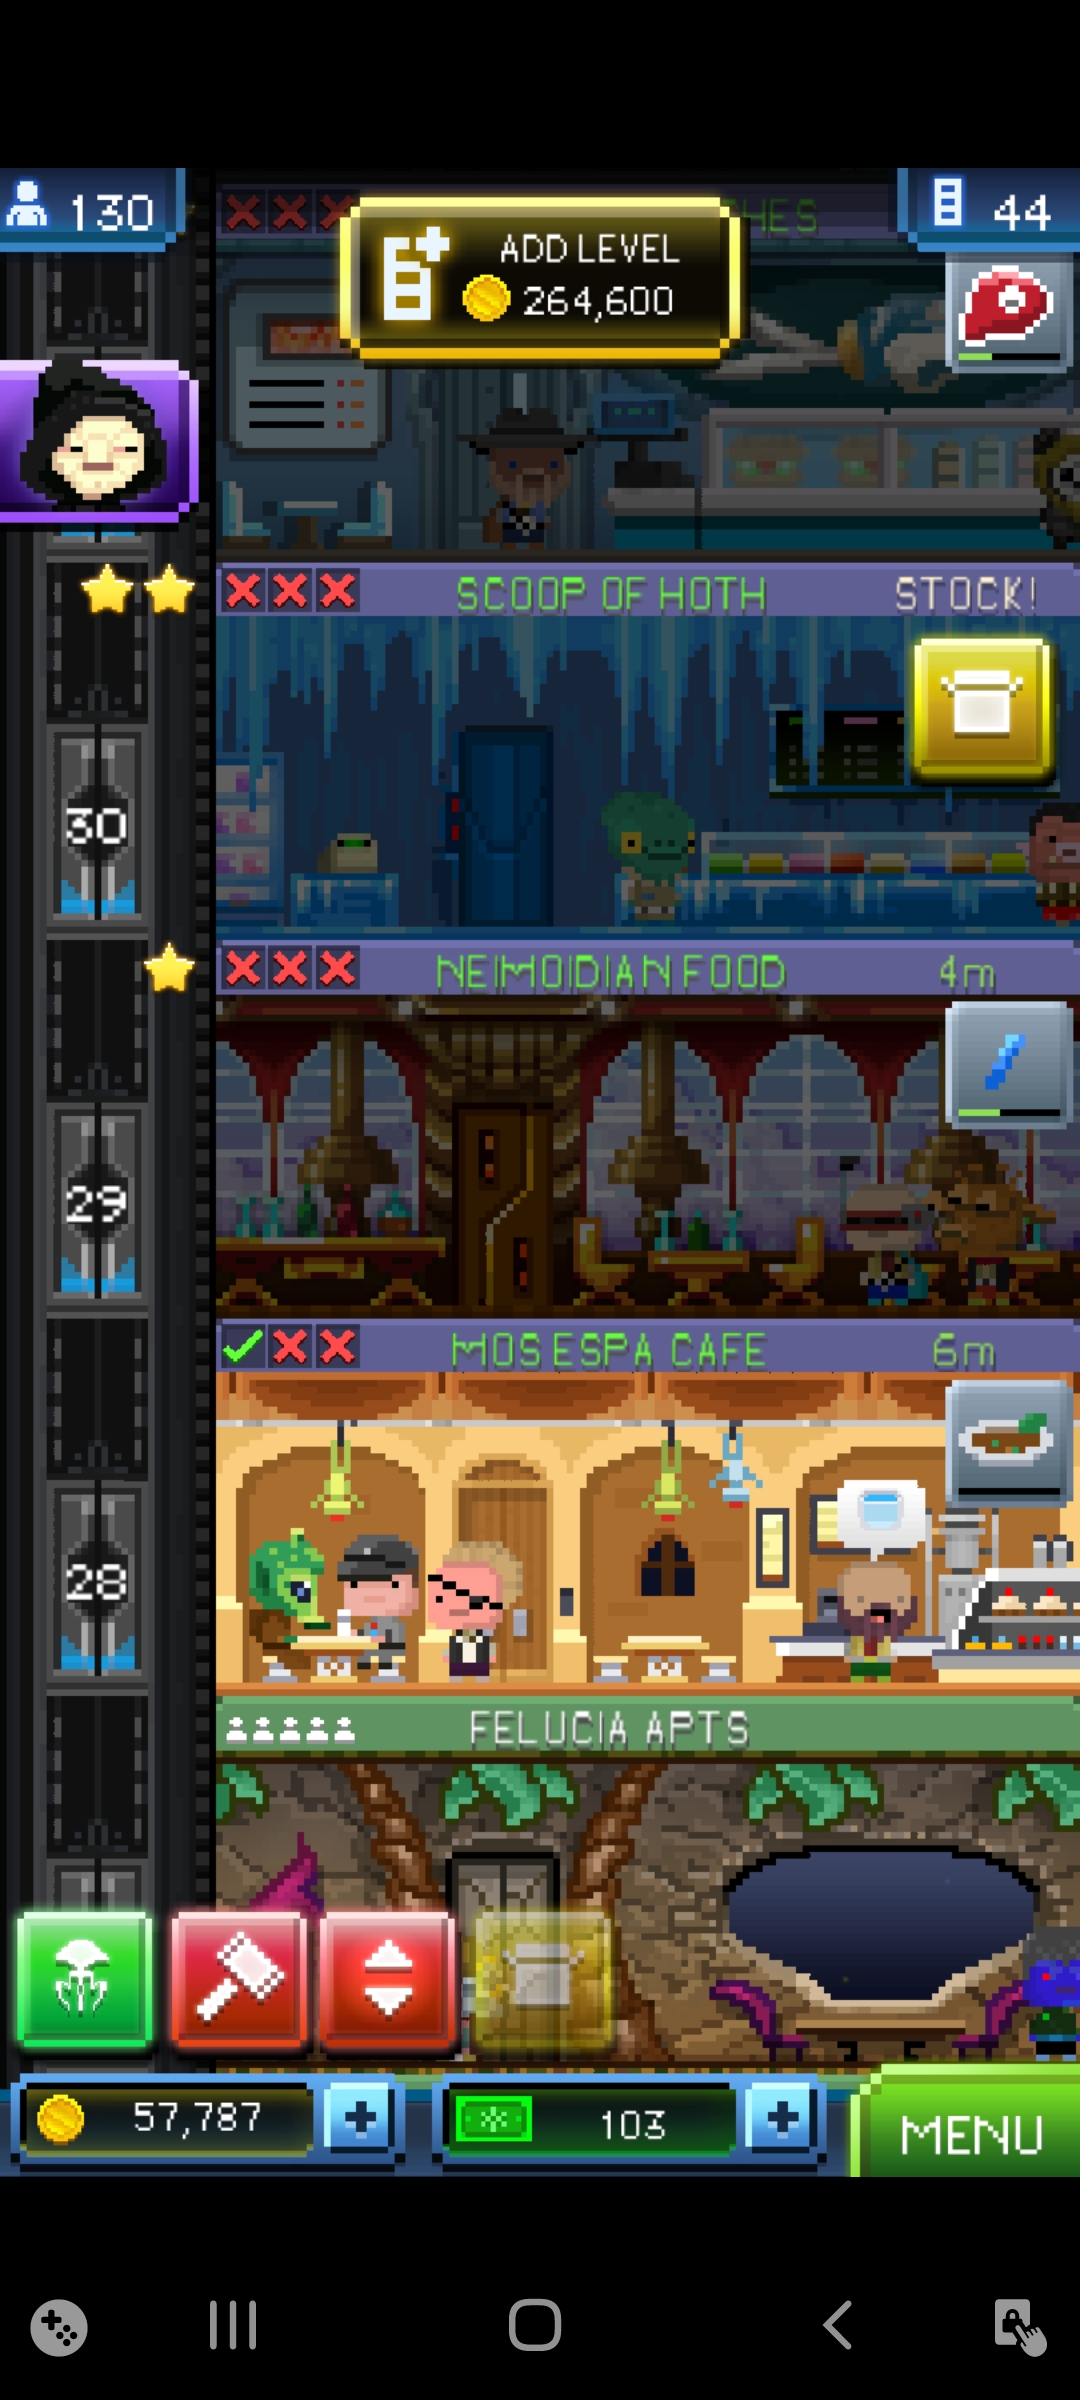 130
44
ADD LEVEL
264,600
SCOOP OF HOTH
STOCK!
30
NEIMOIDIAN FOOD
4m
29
MOS ESPA CAFE
6m
28
FELUCIA APTS
57,787
103
MENU